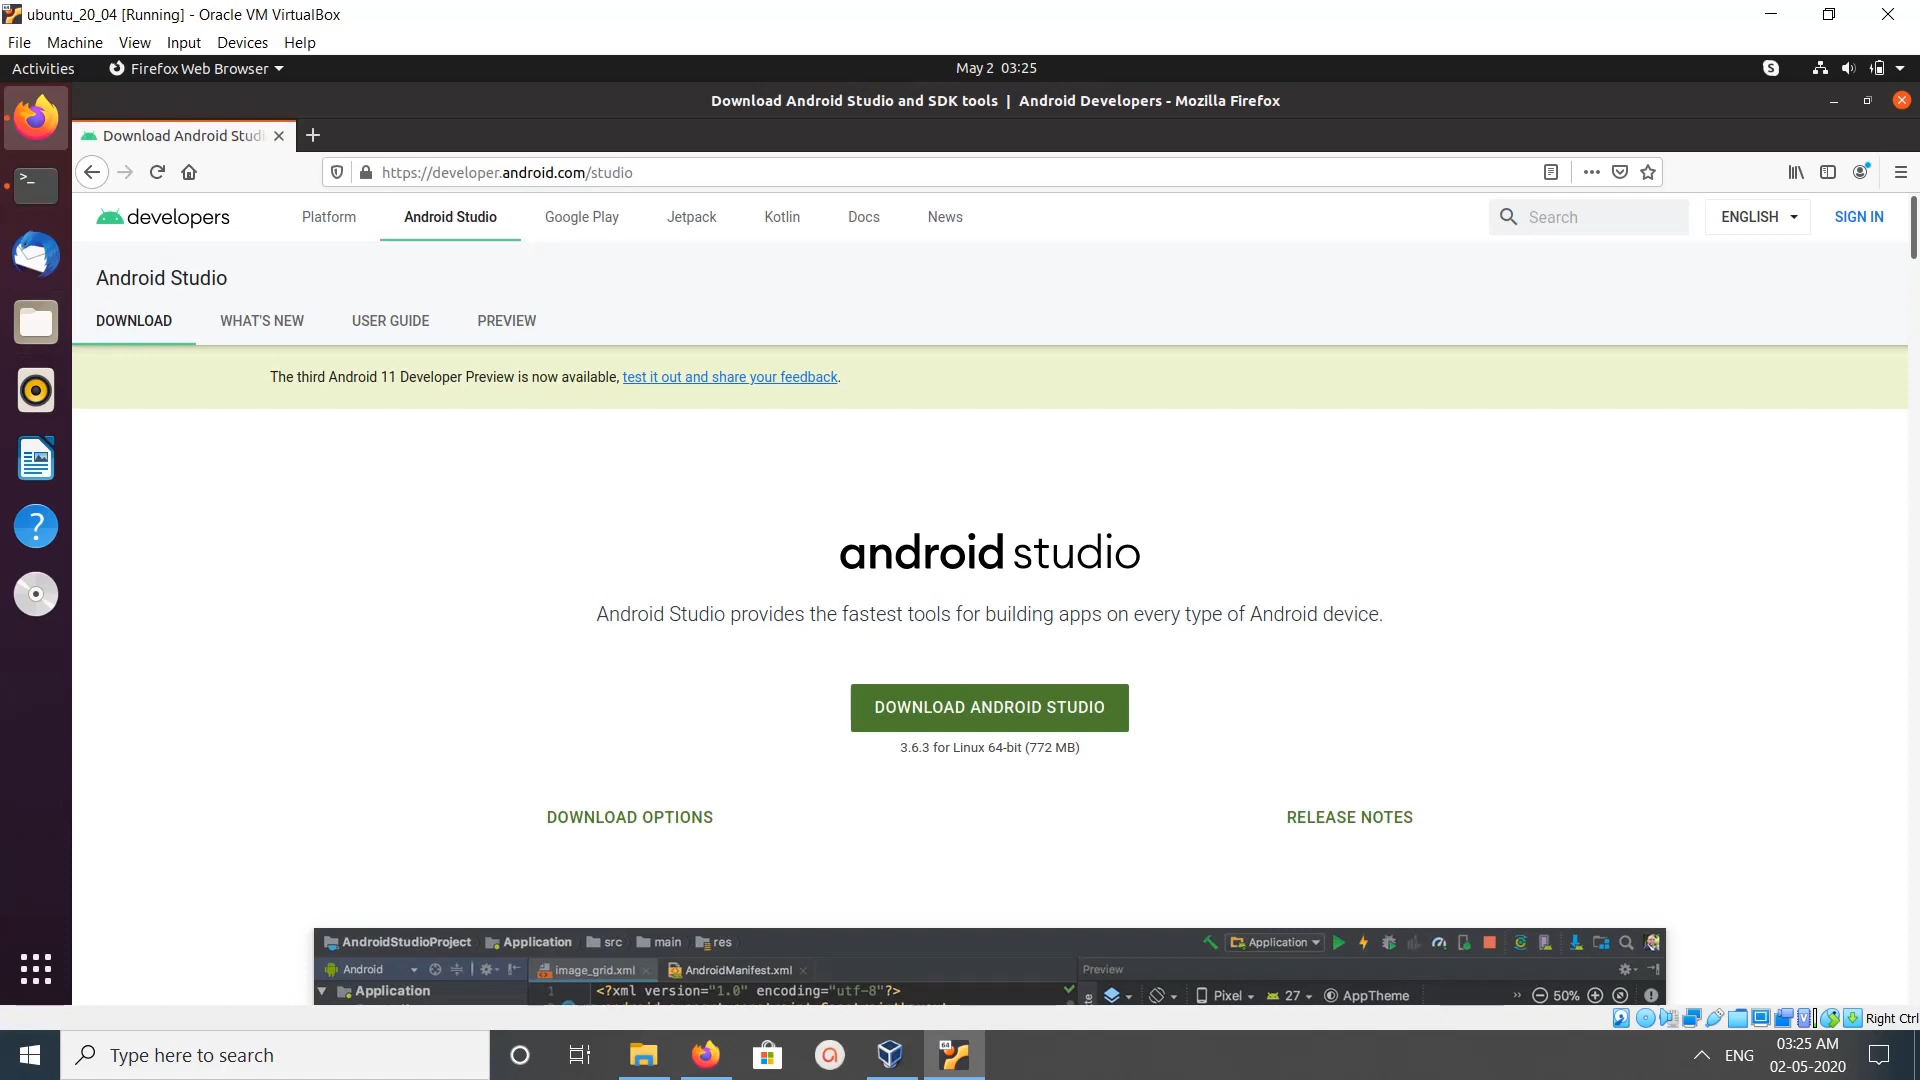 ubuntu_20_04 [Running] - Oracle VM VirtualBox
File Machine View Input Devices Help
Activities Firefox Web Browser May 2 03:25
Download Android Studio and SDK tools | Android Developers - Mozilla Firefox
Download Android Studi
https://developer.android.com/studio
developers Platform Android Studio Google Play Jetpack Kotlin Docs News Search ENGLISH SIGN IN
Android Studio
DOWNLOAD WHAT'S NEW USER GUIDE PREVIEW
The third Android 11 Developer Preview is now available, test it out and share your feedback.
android studio
Android Studio provides the fastest tools for building apps on every type of Android device.
DOWNLOAD ANDROID STUDIO
3.6.3 for Linux 64-bit (772 MB)
DOWNLOAD OPTIONS RELEASE NOTES
AndroidStudioProject Application src main res Application
Android image_grid.xml AndroidManifest.xml Preview
Application 1 <?xml version="1.0" encoding="utf-8"?>
Pixel 27 AppTheme 50%
Right Ctrl
Type here to search
64
ENG
03:25 AM
02-05-2020